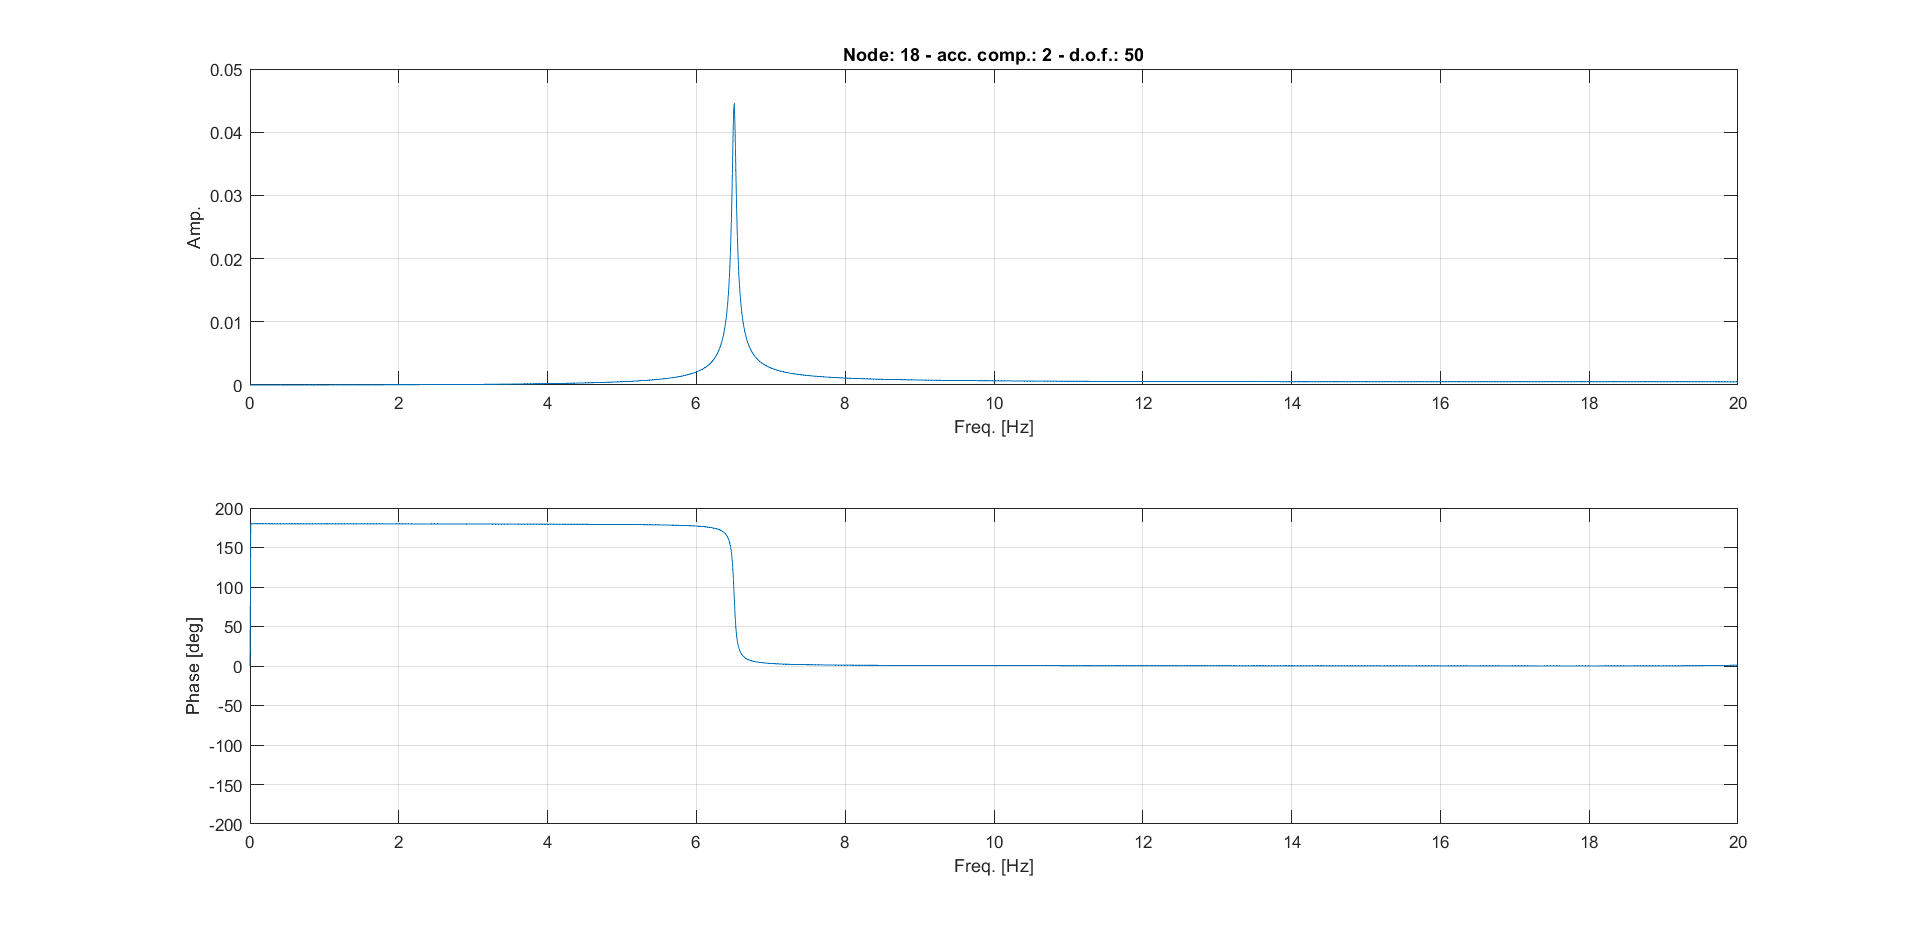 Node: 18 - acc. comp.: 2 - d.o.f.: 50
0.05
0.04
0.03
0.02
0.01
0
Amp.
0 2 4 6 8 10 12 14 16 18 20
Freq. [Hz]
200
150
100
50
0
-50
-100
-150
-200
Phase [deg]
0 2 4 6 8 10 12 14 16 18 20
Freq. [Hz]